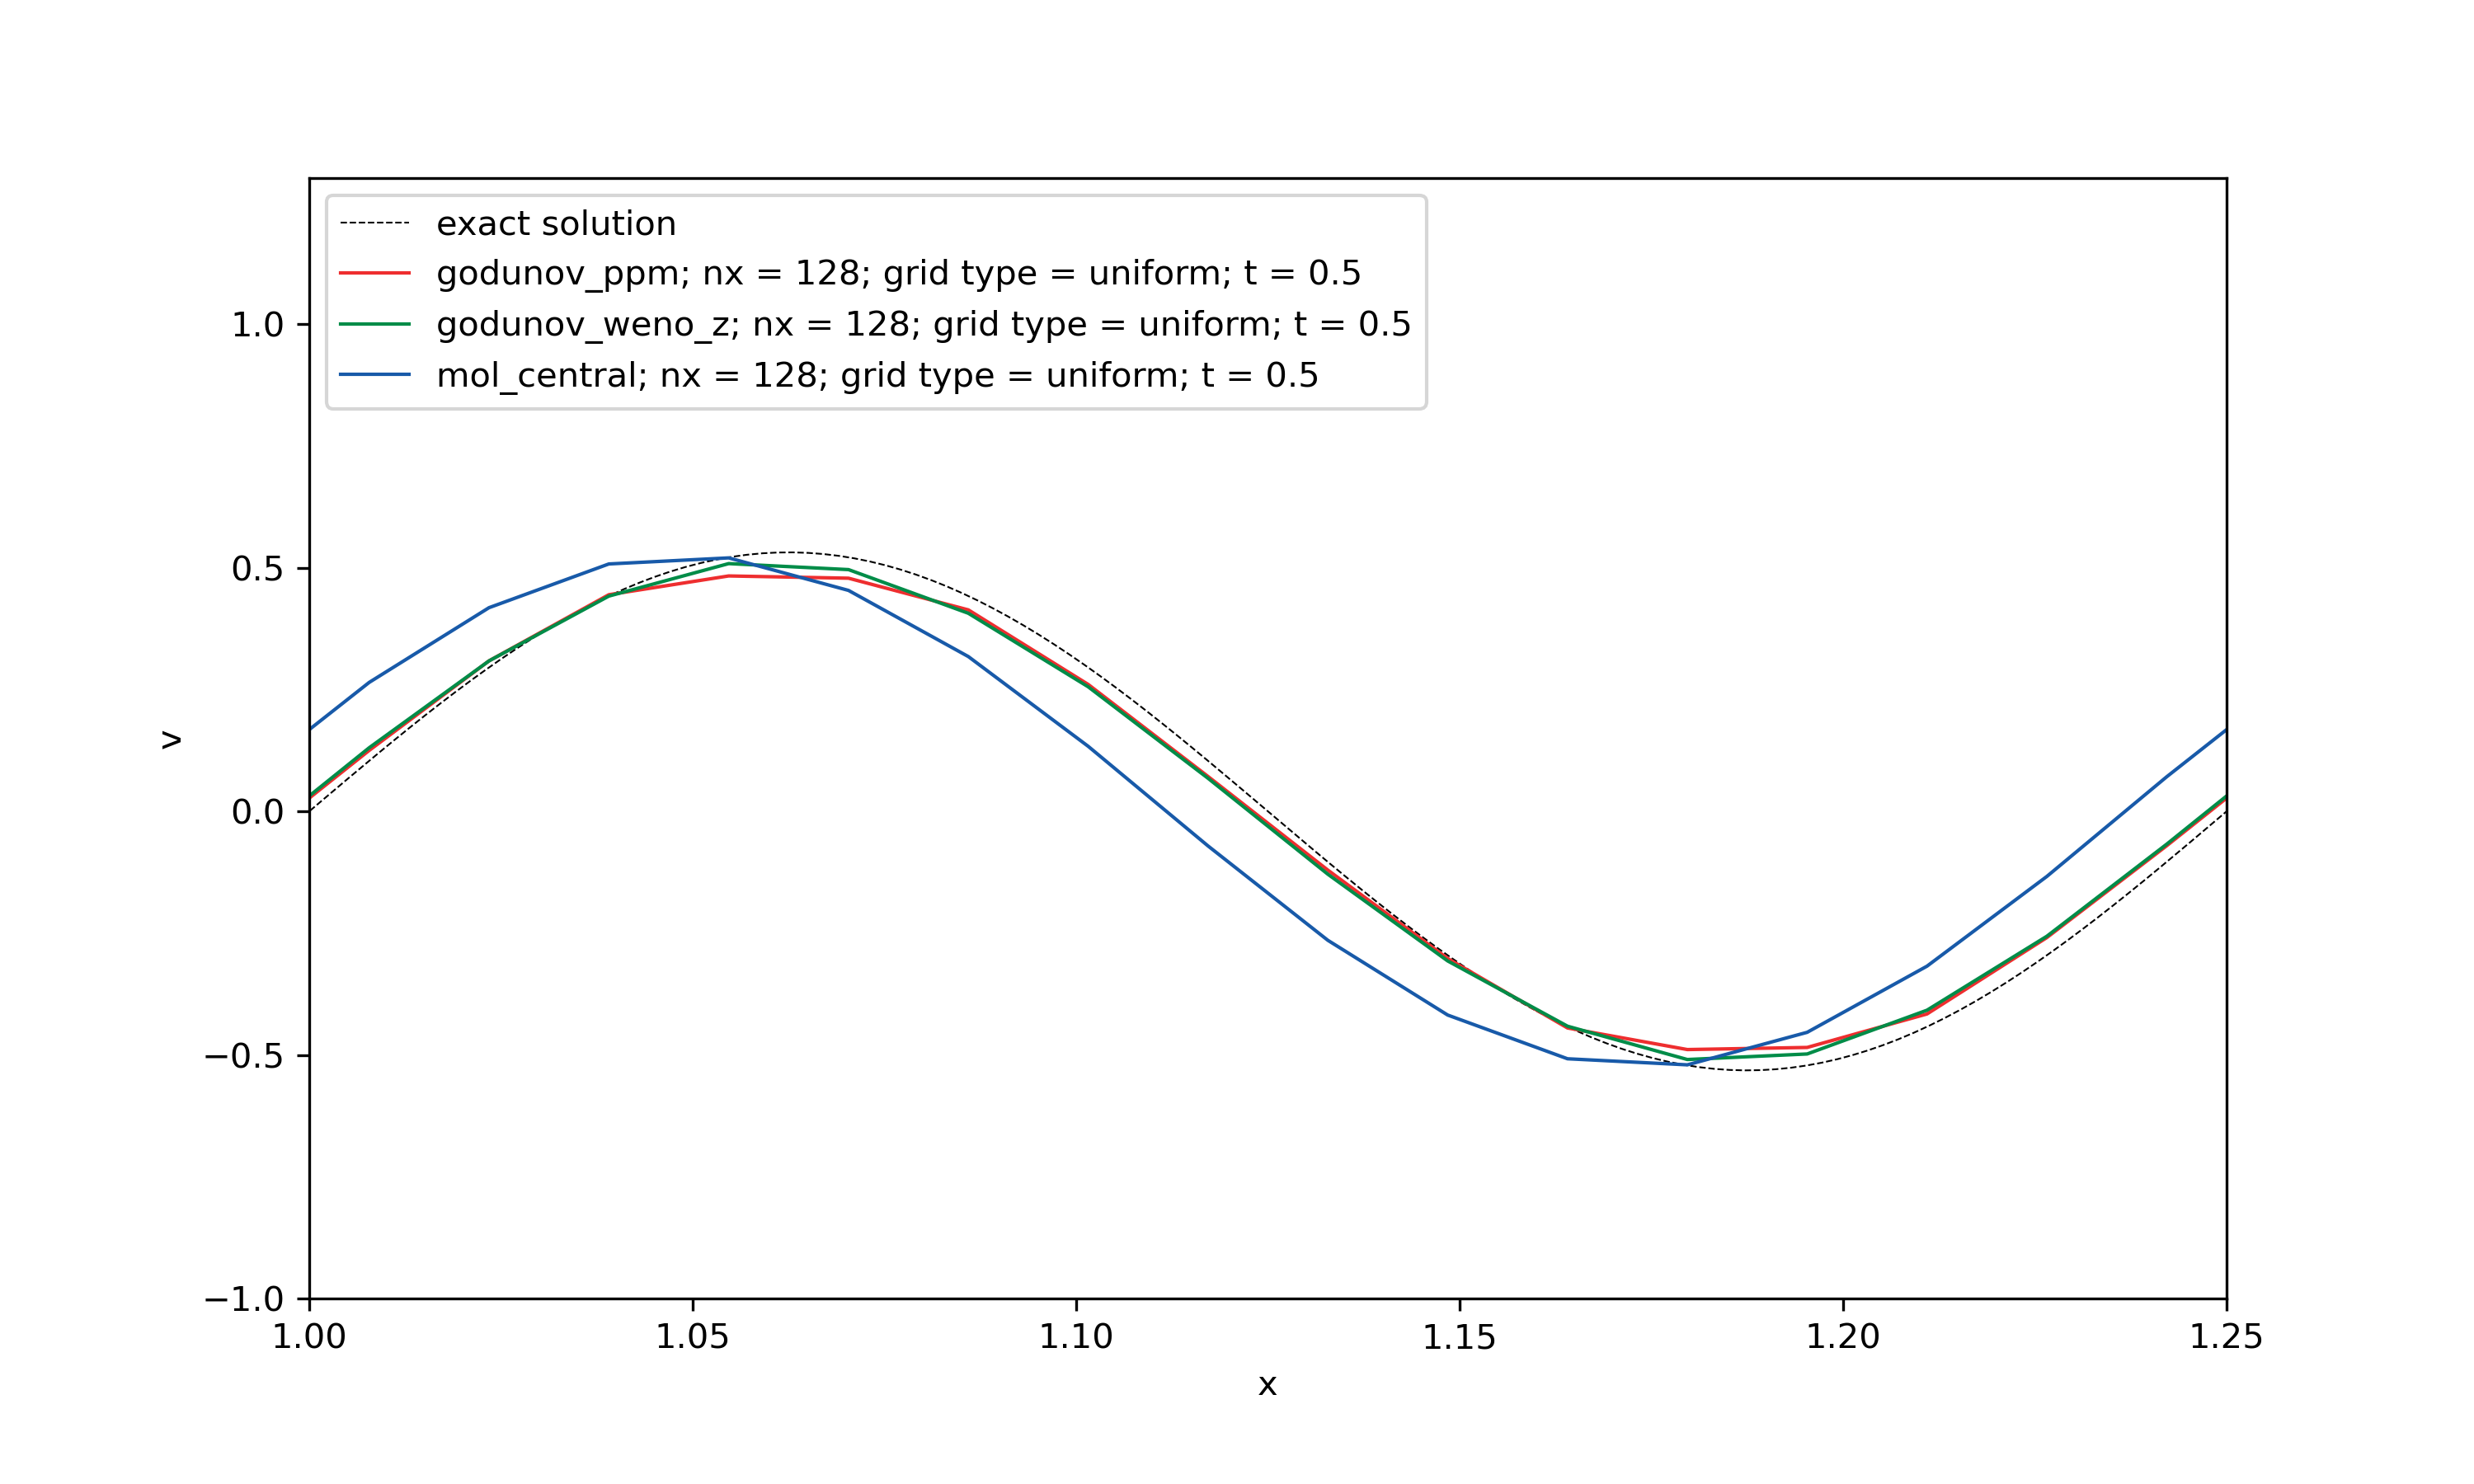 exact solution
godunov_ppm; nx = 128; grid type = uniform; t = 0.5
godunov_weno_z; nx = 128; grid type = uniform; t = 0.5
mol_central; nx = 128; grid type = uniform; t = 0.5
1.0
0.5
0.0
−0.5
−1.0
v
1.00 1.05 1.10 1.15 1.20 1.25
x